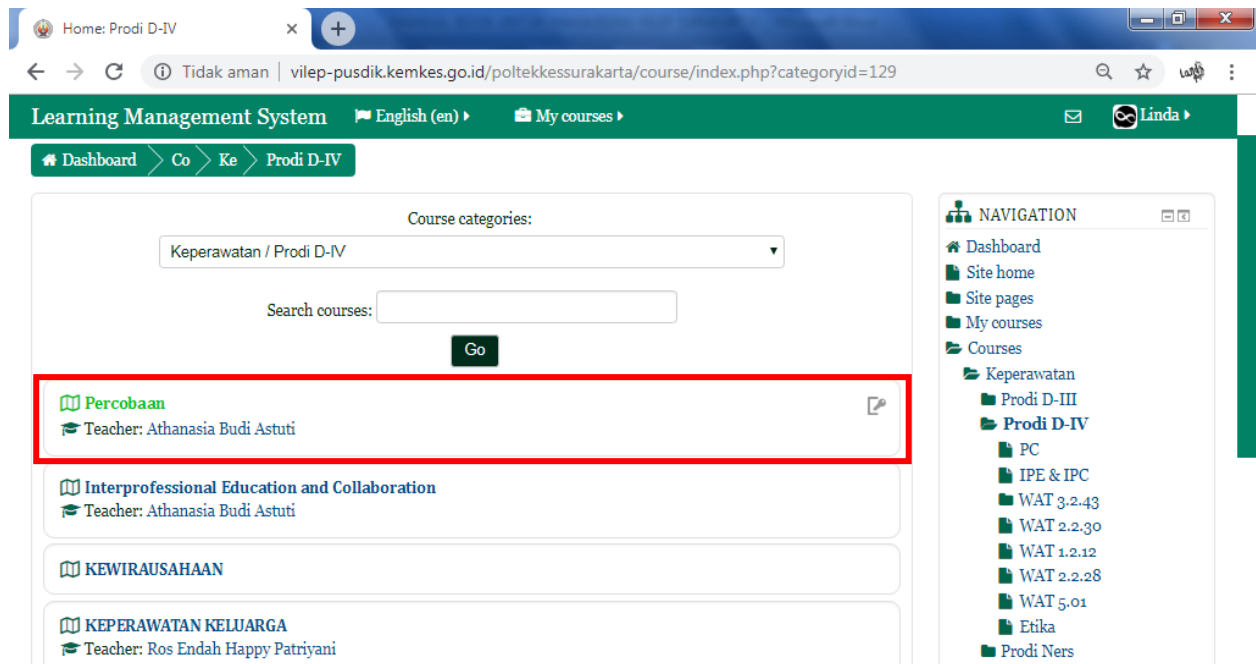 Home: Prodi D-IV
Tidak aman | vilep-pusdik.kemkes.go.id/poltekkessurakarta/course/index.php?categoryid=129
Learning Management System English (en) My courses Linda
Dashboard Co Ke Prodi D-IV
Course categories:
Keperawatan / Prodi D-IV
Search courses:
Go
Percobaan
Teacher: Athanasia Budi Astuti
Interprofessional Education and Collaboration
Teacher: Athanasia Budi Astuti
KEWIRAUSAHAAN
KEPERAWATAN KELUARGA
Teacher: Ros Endah Happy Patriyani
NAVIGATION
Dashboard
Site home
Site pages
My courses
Courses
Keperawatan
Prodi D-III
Prodi D-IV
PC
IPE & IPC
WAT 3.2.43
WAT 2.2.30
WAT 1.2.12
WAT 2.2.28
WAT 5.01
Etika
Prodi Ners